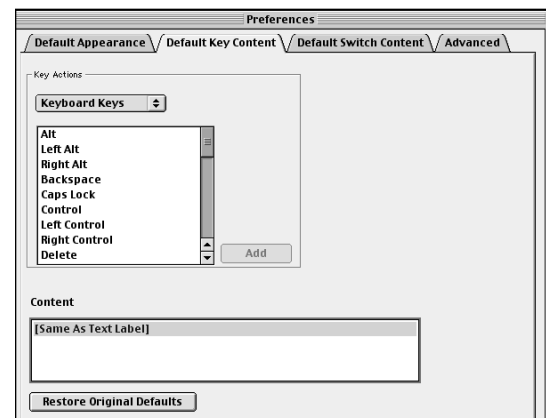 Preferences
Default Appearance Default Key Content Default Switch Content Advanced
Key Actions
Keyboard Keys
Alt
Left Alt
Right Alt
Backspace
Caps Lock
Control
Left Control
Right Control
Delete
Add
Content
[Same As Text Label]
Restore Original Defaults